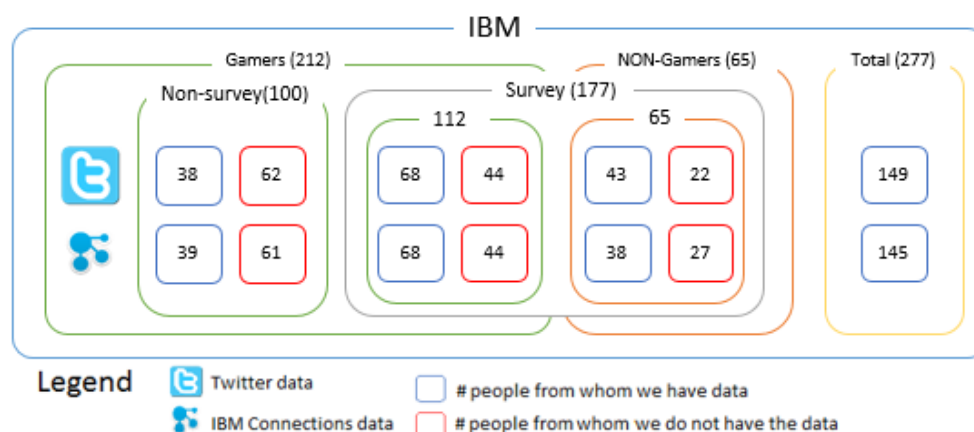 IBM
Gamers (212)
NON-Gamers (65)
Total (277)
Non-survey(100)
Survey (177)
112
65
38
62
68
44
43
22
149
39
61
68
44
38
27
145
Legend
Twitter data
# people from whom we have data
IBM Connections data
# people from whom we do not have the data